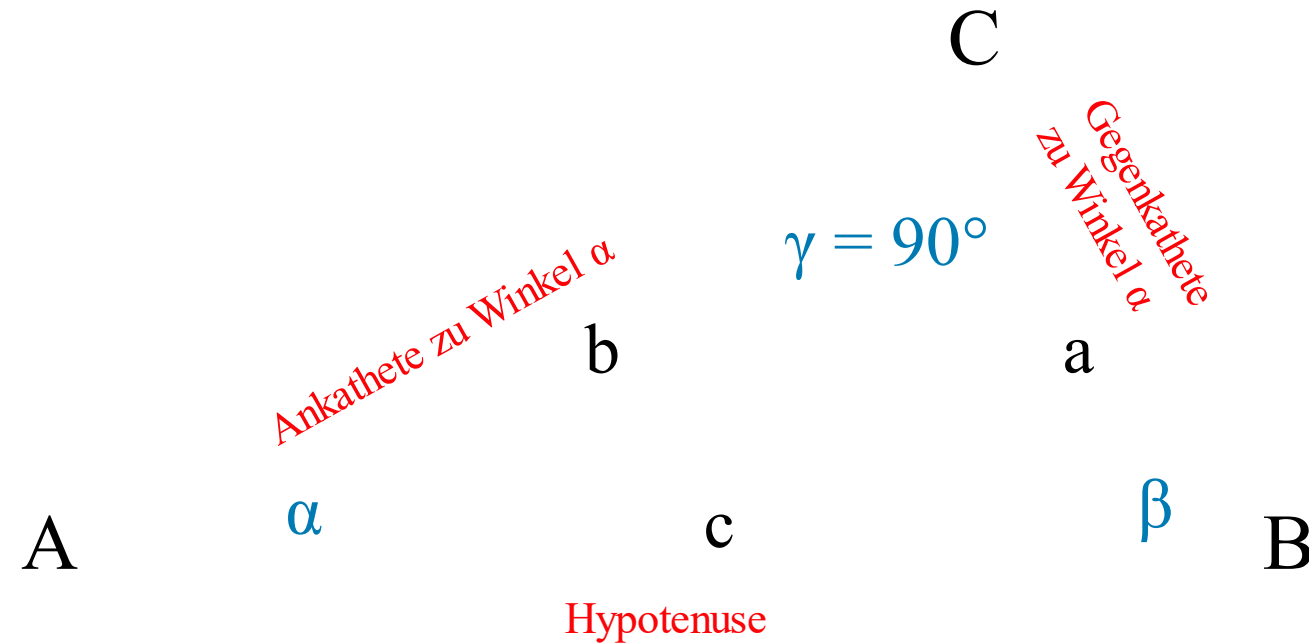 C
Gegenkathete
zu Winkel α
γ = 90°
Ankathete zu Winkel α
b
a
A
α
c
β
B
Hypotenuse